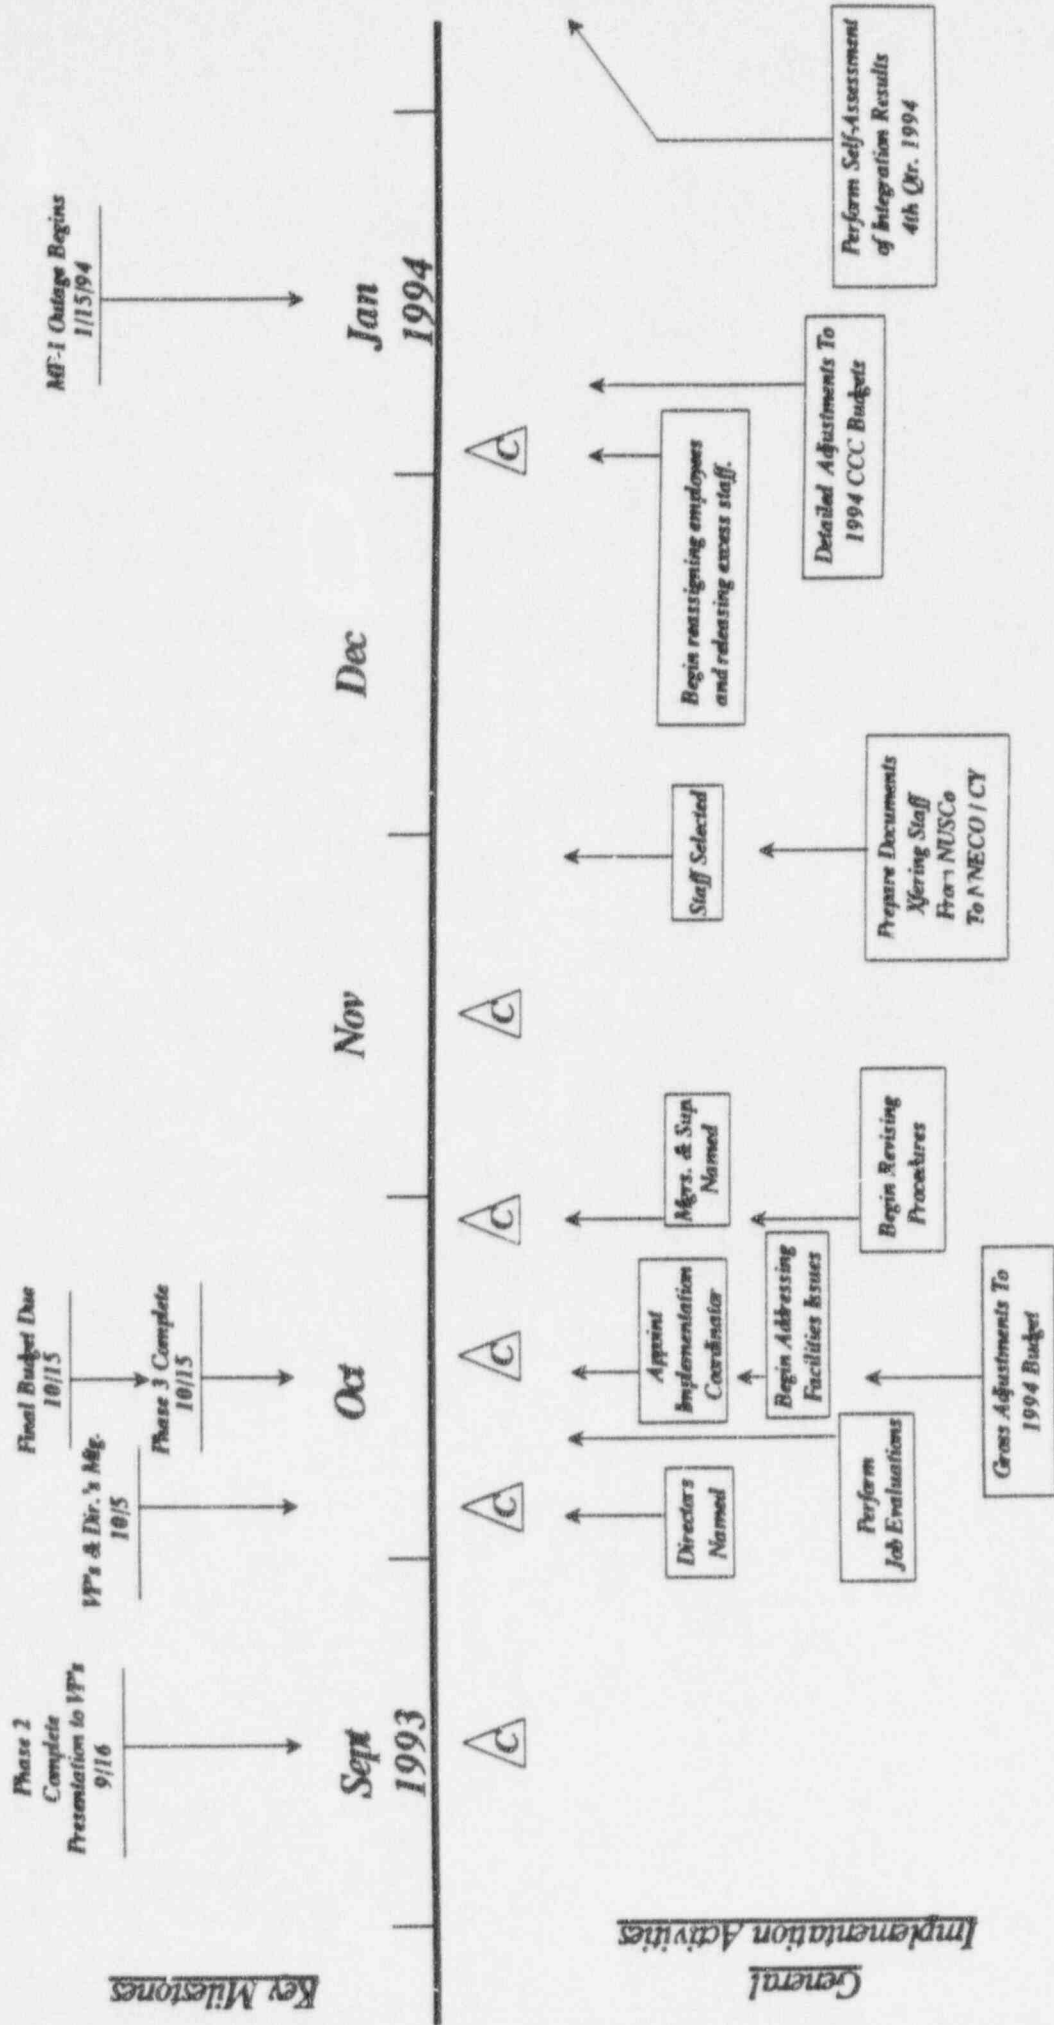 Key Milestones
Phase 2
Complete
Presentation to VP's
9/16
VP's & Dir.'s Mtg.
10/5
Final Budget Due
10/15
Phase 3 Complete
10/15
MP-1 Outage Begins
1/15/94
Sept
1993
Oct
Nov
Dec
Jan
1994
C
C
C
C
C
C
General
Implementation Activities
Directors
Named
Perform
Job Evaluations
Appoint
Implementation
Coordinator
Begin Addressing
Facilities Issues
Gross Adjustments To
1994 Budget
Mgrs. & Sup.
Named
Begin Revising
Procedures
Staff Selected
Prepare Documents
Xfering Staff
From NUSCo
To NNECO / CY
Begin reassigning employees
and releasing excess staff.
Detailed Adjustments To
1994 CCC Budgets
Perform Self-Assessment
of Integration Results
4th Qtr. 1994